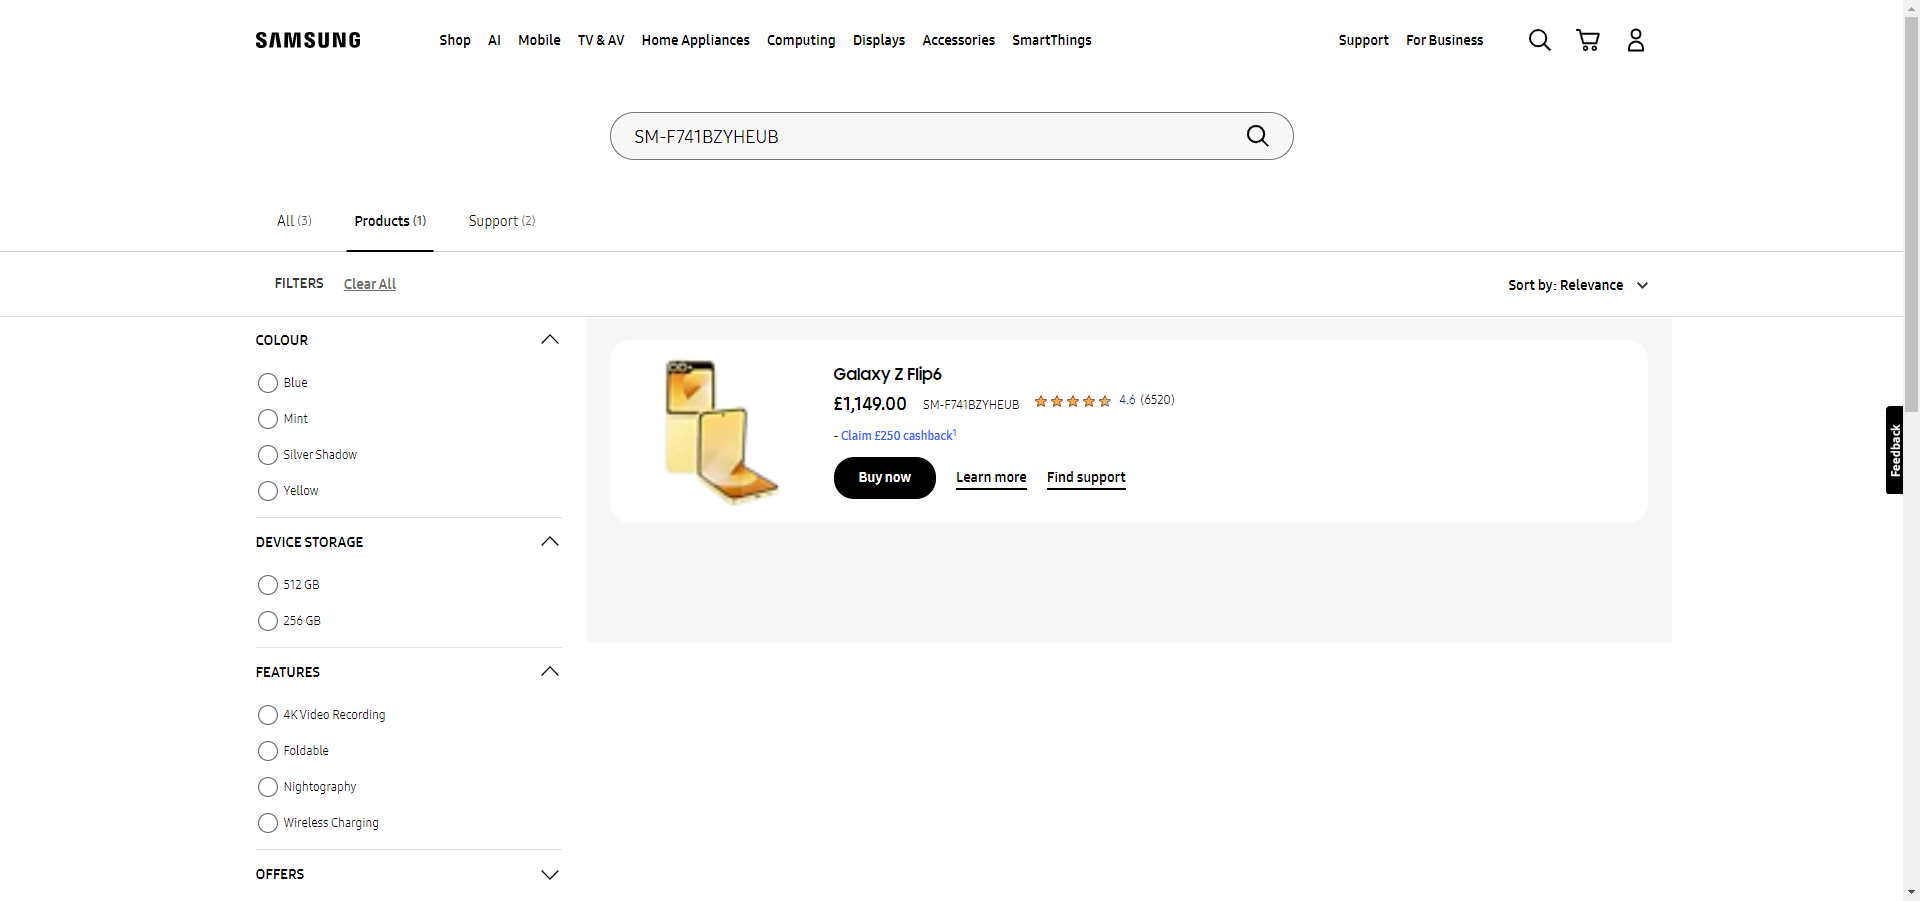 SAMSUNG Shop AI Mobile TV & AV Home Appliances Computing Displays Accessories SmartThings Support For Business
SM-F741BZYHEUB
All (3) Products (1) Support (2)
FILTERS Clear All Sort by: Relevance
COLOUR
Blue
Mint
Silver Shadow
Yellow
DEVICE STORAGE
512 GB
256 GB
FEATURES
4K Video Recording
Foldable
Nightography
Wireless Charging
OFFERS
Galaxy Z Flip6
£1,149.00 SM-F741BZYHEUB 4.6 (6520)
- Claim £250 cashback1
Buy now Learn more Find support
Feedback